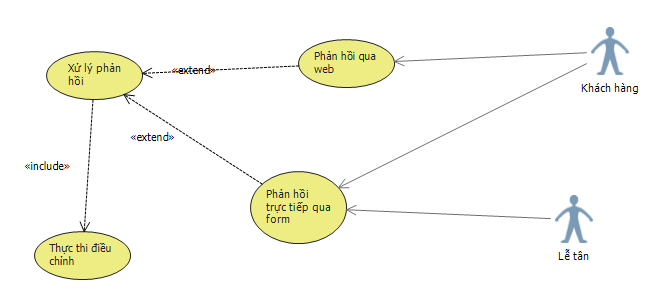 Xử lý phản
hồi
«extend»
Phản hồi qua
web
Khách hàng
«extend»
«include»
Phản hồi
trực tiếp qua
form
Thực thi điều
chỉnh
Lễ tân